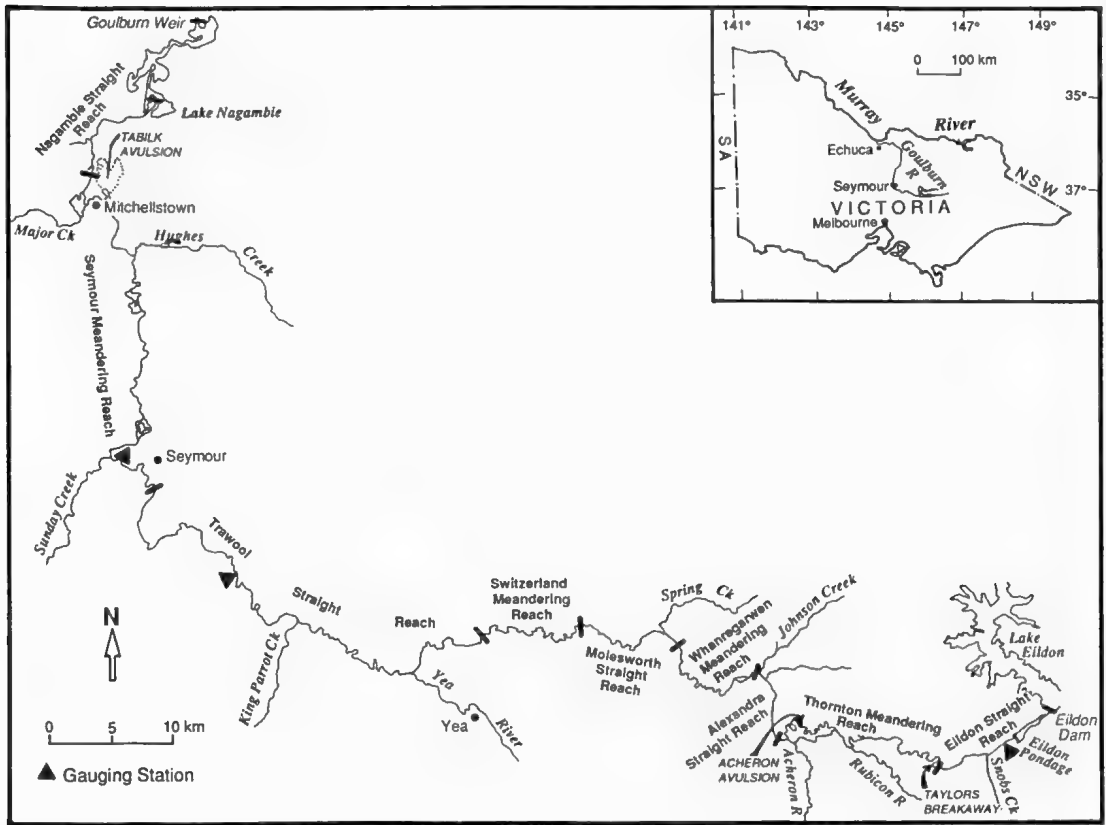 Goulburn Weir
Nagambie Straight
Reach
Lake Nagambie
TABILK
AVULSION
Mitchellstown
Major Ck
Hughes
Creek
Seymour Meandering Reach
Seymour
Sunday Creek
Trawool
Straight
Reach
King Parrot Ck
Yea
River
Yea
Switzerland
Meandering
Reach
Molesworth
Straight
Reach
Spring Ck
Whanregarwen
Meandering
Reach
Johnson Creek
Alexandra
Straight Reach
ACHERON
AVULSION
Acheron R
Thornton Meandering
Reach
Rubicon R
TAYLORS
BREAKAWAY
Eildon Straight
Reach
Snobs Ck
Eildon
Pondage
Eildon
Dam
Lake
Eildon
N
0 5 10 km
Gauging Station
141° 143° 145° 147° 149°
0 100 km
35°
37°
Murray
River
SA
NSW
Echuca
Goulburn
R
Seymour
VICTORIA
Melbourne